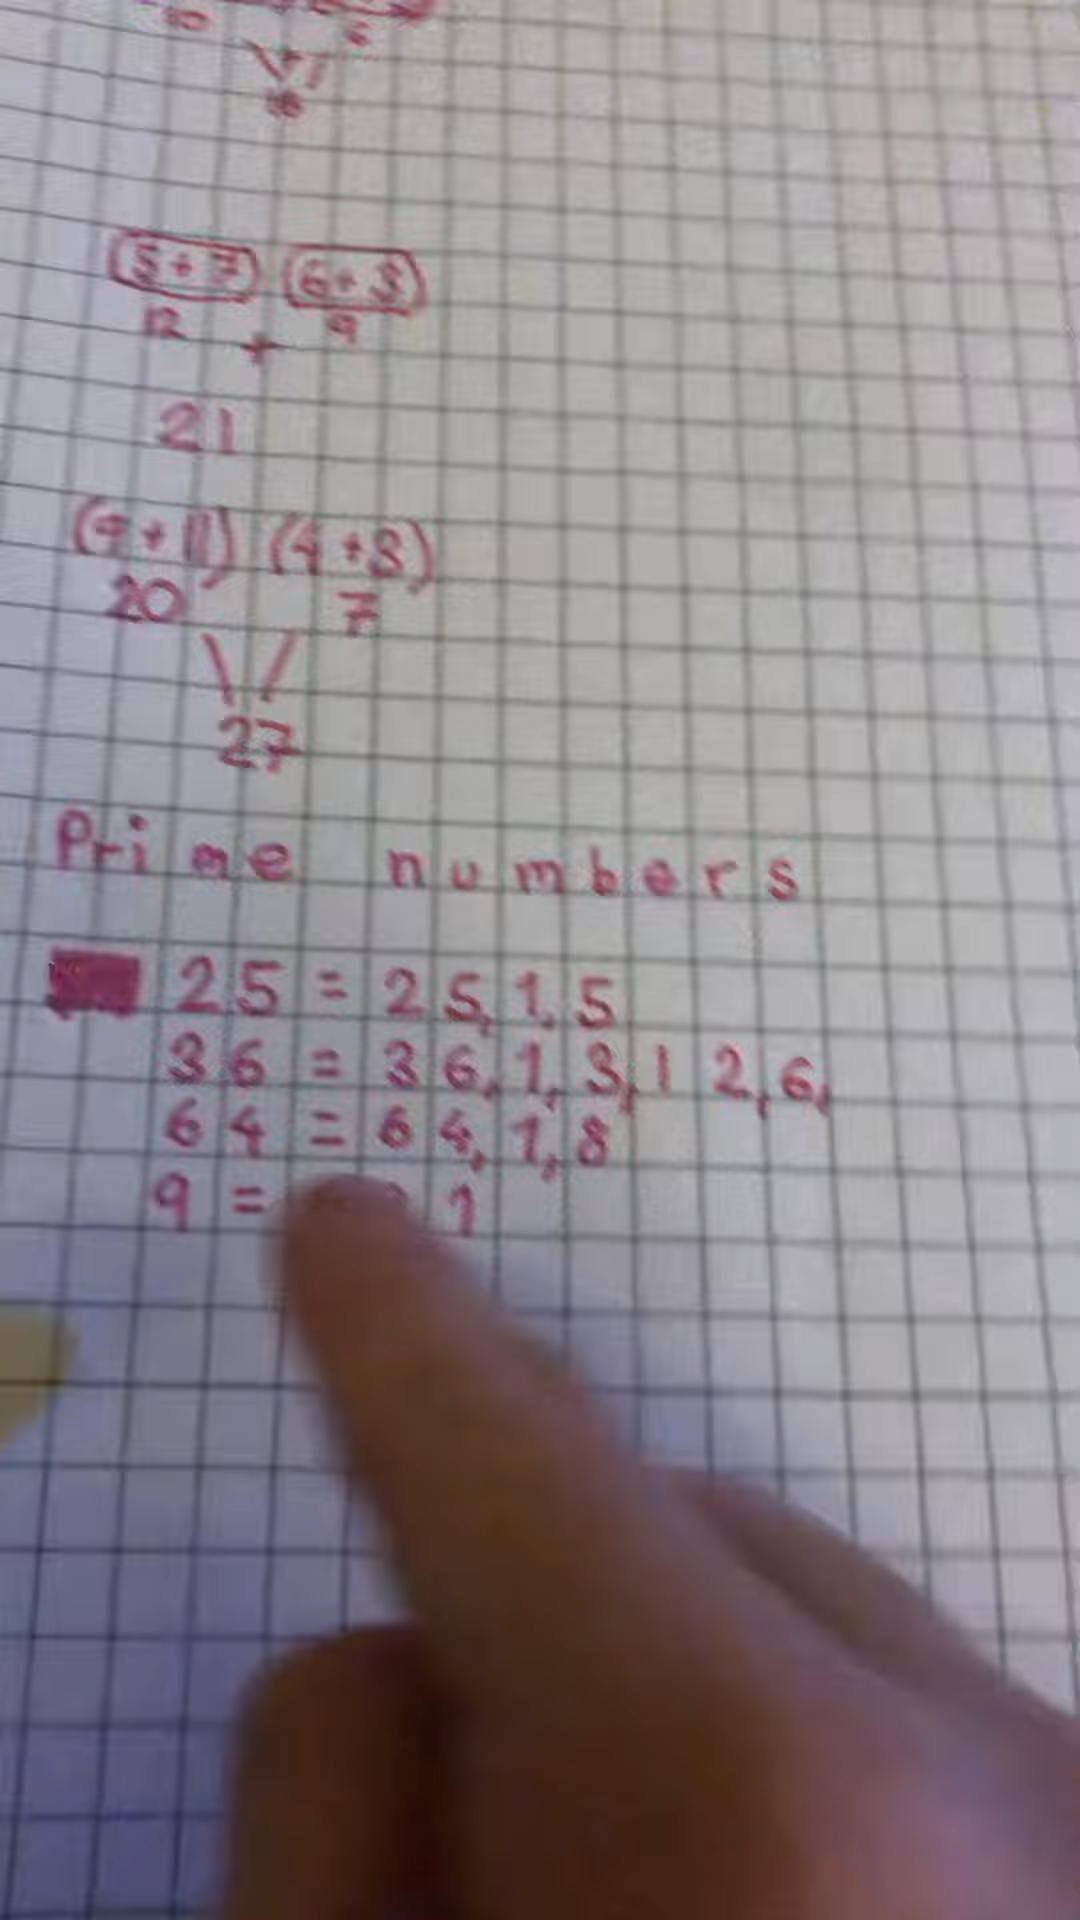 (5+7) (6+3)
12 + 9
21
(9+11) (4+3)
20 7
27
Prime numbers
25 = 25, 1, 5
36 = 36, 1, 3, 12, 6,
64 = 64, 1, 8
9 = 1